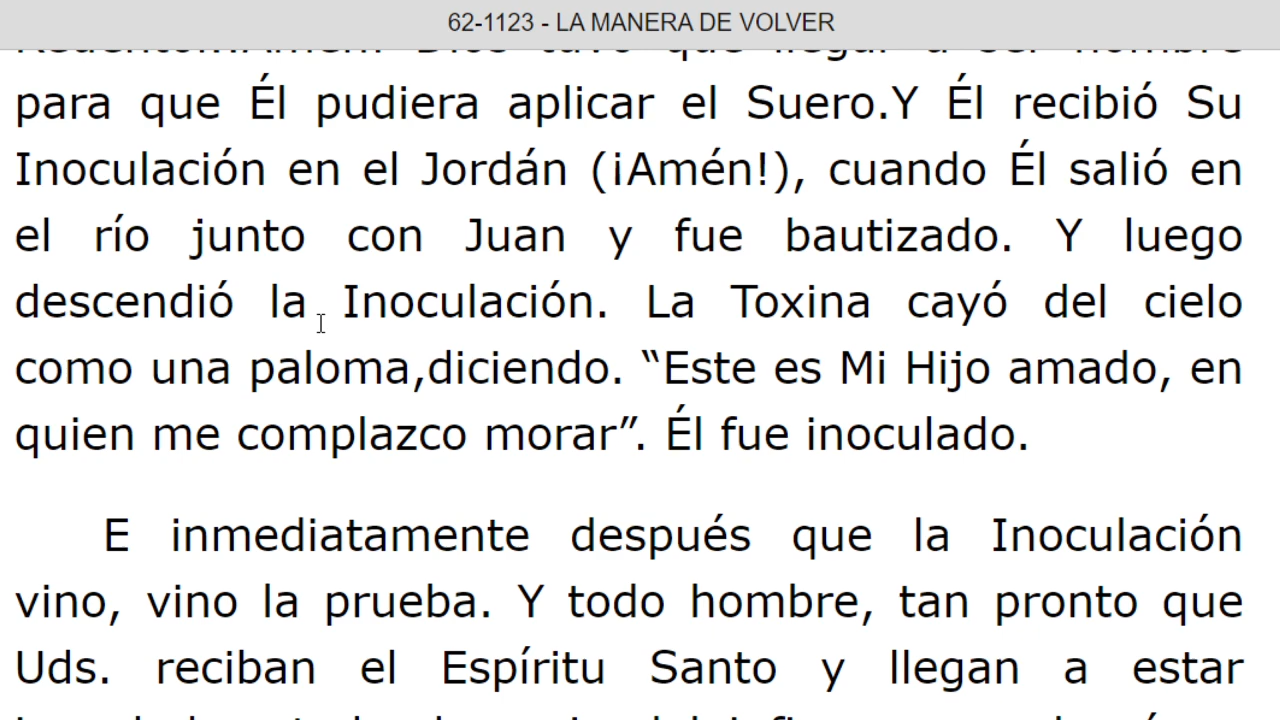 62-1123 - LA MANERA DE VOLVER
para que Él pudiera aplicar el Suero.Y Él recibió Su
Inoculación en el Jordán (¡Amén!), cuando Él salió en
el río junto con Juan y fue bautizado. Y luego
descendió la Inoculación. La Toxina cayó del cielo
como una paloma,diciendo. “Este es Mi Hijo amado, en
quien me complazco morar”. Él fue inoculado.
E inmediatamente después que la Inoculación
vino, vino la prueba. Y todo hombre, tan pronto que
Uds. reciban el Espíritu Santo y llegan a estar